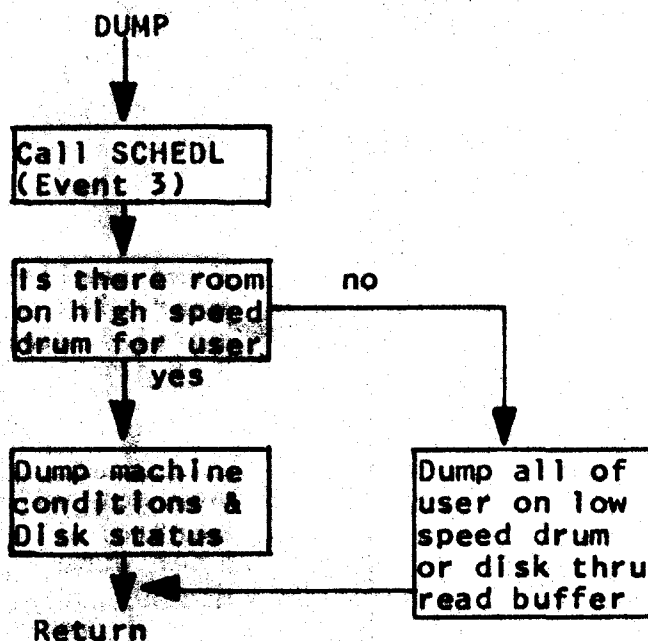 DUMP
Call SCHEDL
(Event 3)
Is there room
on high speed
drum for user
no
yes
Dump machine
conditions &
Disk status
Dump all of
user on low
speed drum
or disk thru
read buffer
Return